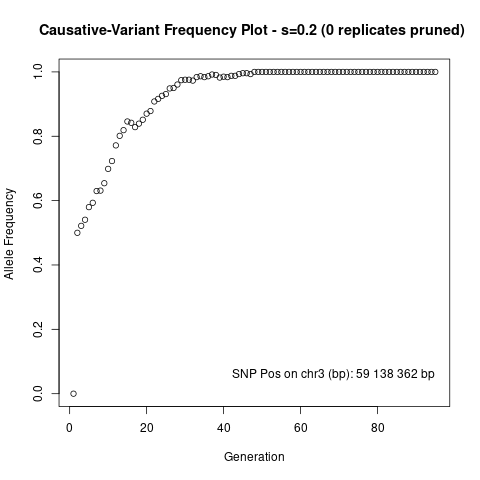 Causative-Variant Frequency Plot - s=0.2 (0 replicates pruned)
1.0
0.8
0.6
0.4
0.2
0.0
Allele Frequency
SNP Pos on chr3 (bp): 59 138 362 bp
0 20 40 60 80
Generation